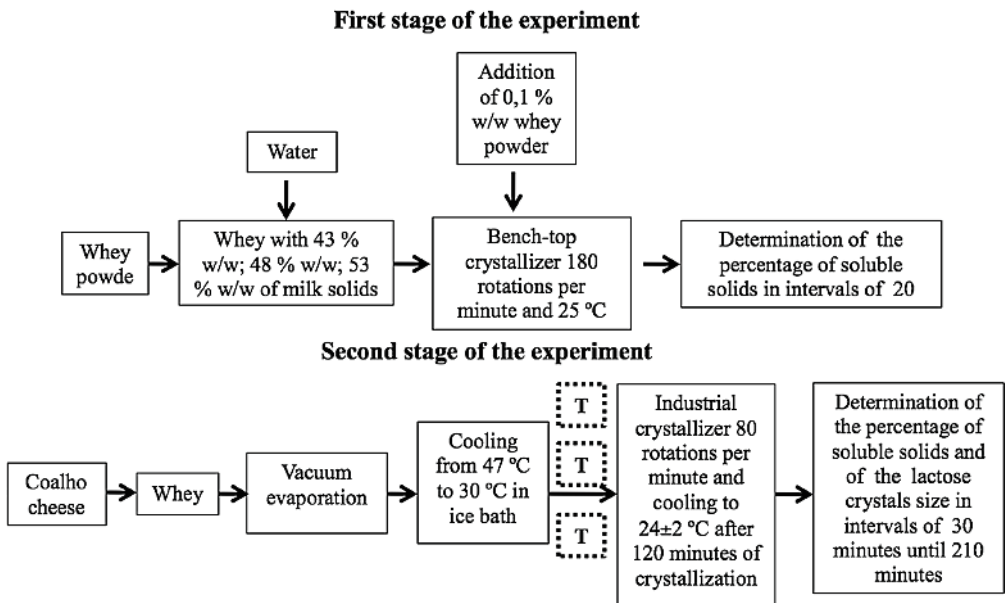 First stage of the experiment
Addition
of 0,1 %
w/w whey
powder
Water
Whey
powde
Whey with 43 %
w/w; 48 % w/w; 53
% w/w of milk solids
Bench-top
crystallizer 180
rotations per
minute and 25 ºC
Determination of the
percentage of soluble
solids in intervals of 20
Second stage of the experiment
Coalho
cheese
Whey
Vacuum
evaporation
Cooling
from 47 ºC
to 30 ºC in
ice bath
T
T
T
Industrial
crystallizer 80
rotations per
minute and
cooling to
24±2 ºC after
120 minutes of
crystallization
Determination of
the percentage of
soluble solids and
of the lactose
crystals size in
intervals of 30
minutes until 210
minutes